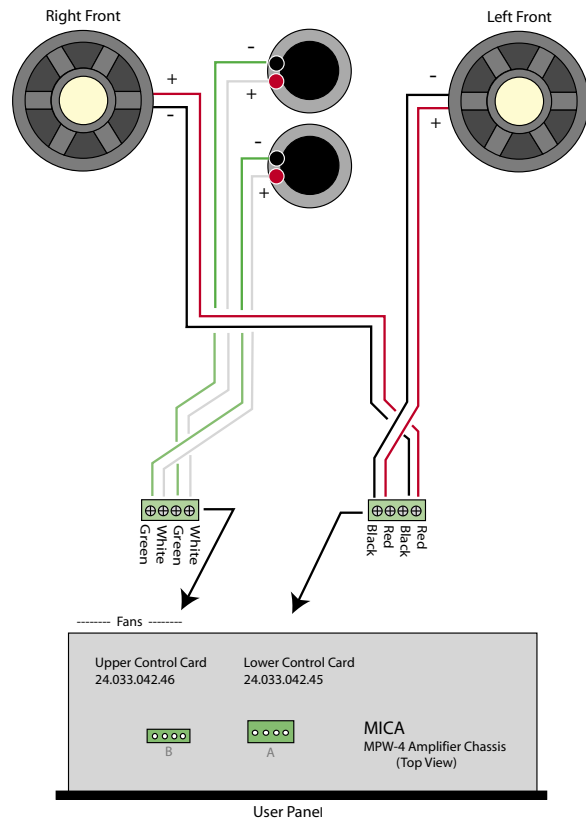 Right Front
Left Front
-
+
+
-
-
+
-
+
Green
White
Green
White
Black
Red
Black
Red
-------- Fans --------
Upper Control Card
24.033.042.46
Lower Control Card
24.033.042.45
B
A
MICA
MPW-4 Amplifier Chassis
(Top View)
User Panel